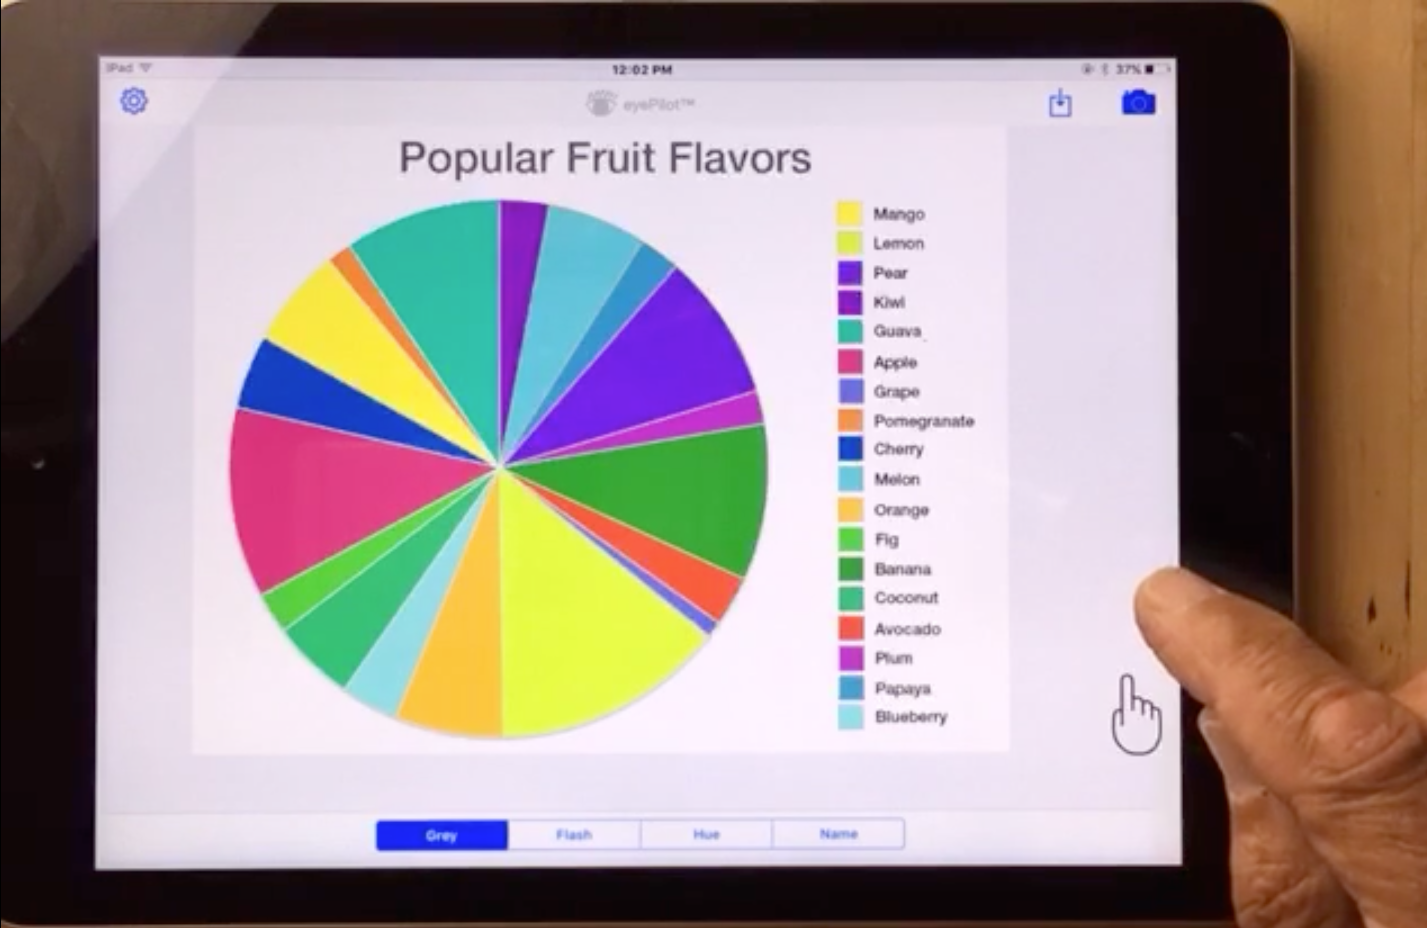 iPad
12:02 PM
37%
eyePilot™
Popular Fruit Flavors
Mango
Lemon
Pear
Kiwi
Guava
Apple
Grape
Pomegranate
Cherry
Melon
Orange
Fig
Banana
Coconut
Avocado
Plum
Papaya
Blueberry
Grey Flash Hue Name